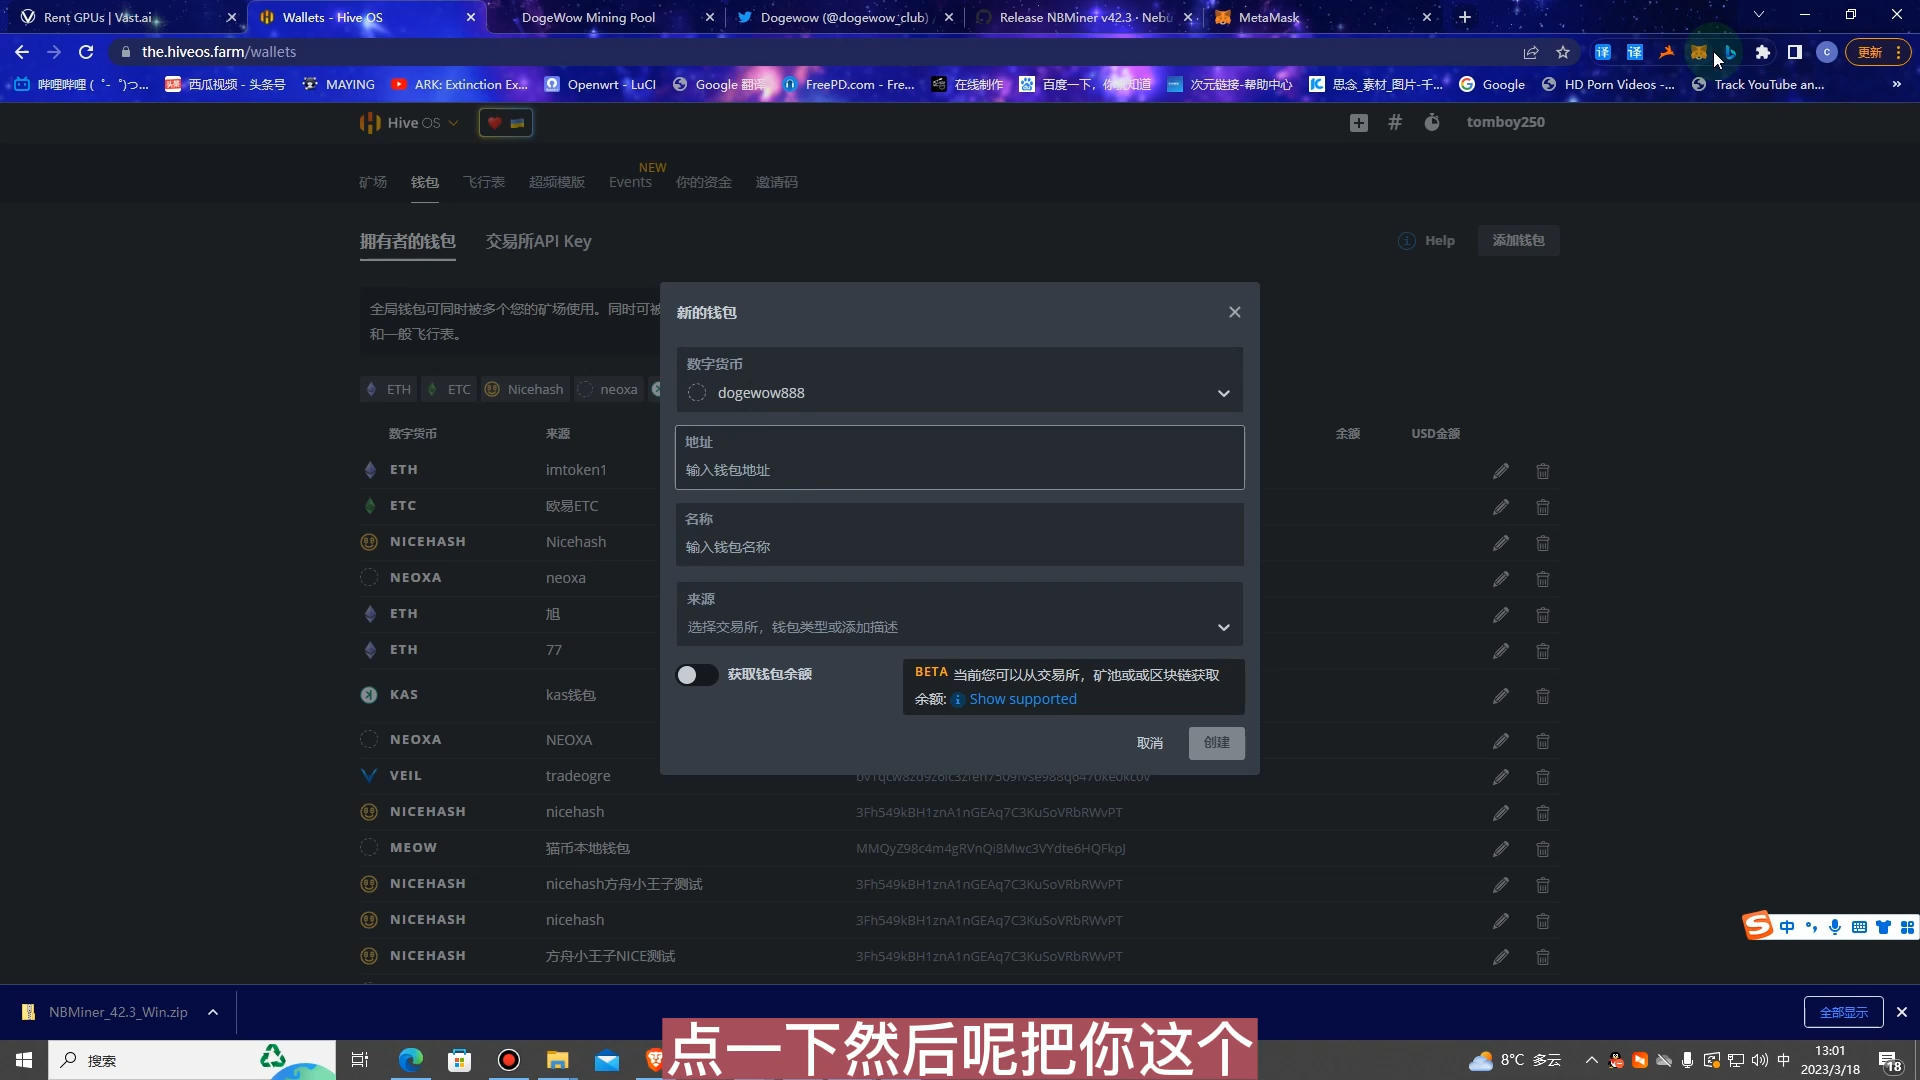 Rent GPUs | Vast.ai
Wallets - Hive OS
DogeWow Mining Pool
Dogewow (@dogewow_club)
Release NBMiner v42.3 · Nebu
MetaMask
the.hiveos.farm/wallets
译
译
C
更新
哔哩哔哩 (゜-゜)つ...
西瓜视频 - 头条号
MAYING
ARK: Extinction Ex...
Openwrt - LuCI
Google 翻译
FreePD.com - Free...
在线制作
百度一下，你就知道
次元链接-帮助中心
思念_素材_图片-千...
Google
HD Porn Videos -...
Track YouTube an...
Hive OS
tomboy250
矿场
钱包
飞行表
超频模版
Events
NEW
你的资金
邀请码
拥有者的钱包
交易所API Key
Help
添加钱包
全局钱包可同时被多个您的矿场使用。同时可被
和一般飞行表。
ETH
ETC
Nicehash
neoxa
数字货币
来源
余额
USD金额
ETH
imtoken1
ETC
欧易ETC
NICEHASH
Nicehash
NEOXA
neoxa
ETH
旭
ETH
77
KAS
kas钱包
NEOXA
NEOXA
VEIL
tradeogre
NICEHASH
nicehash
3Fh549kBH1znA1nGEAq7C3KuSoVRbRWvPT
MEOW
猫币本地钱包
MMQyZ98c4m4gRVnQi8Mwc3VYdte6HQFkpJ
NICEHASH
nicehash方舟小王子测试
3Fh549kBH1znA1nGEAq7C3KuSoVRbRWvPT
NICEHASH
nicehash
3Fh549kBH1znA1nGEAq7C3KuSoVRbRWvPT
NICEHASH
方舟小王子NICE测试
3Fh549kBH1znA1nGEAq7C3KuSoVRbRWvPT
新的钱包
数字货币
dogewow888
地址
输入钱包地址
名称
输入钱包名称
来源
选择交易所，钱包类型或添加描述
获取钱包余额
BETA 当前您可以从交易所，矿池或或区块链获取
余额: Show supported
取消
创建
中
NBMiner_42.3_Win.zip
全部显示
点一下然后呢把你这个
搜索
8°C 多云
中
13:01
2023/3/18
18